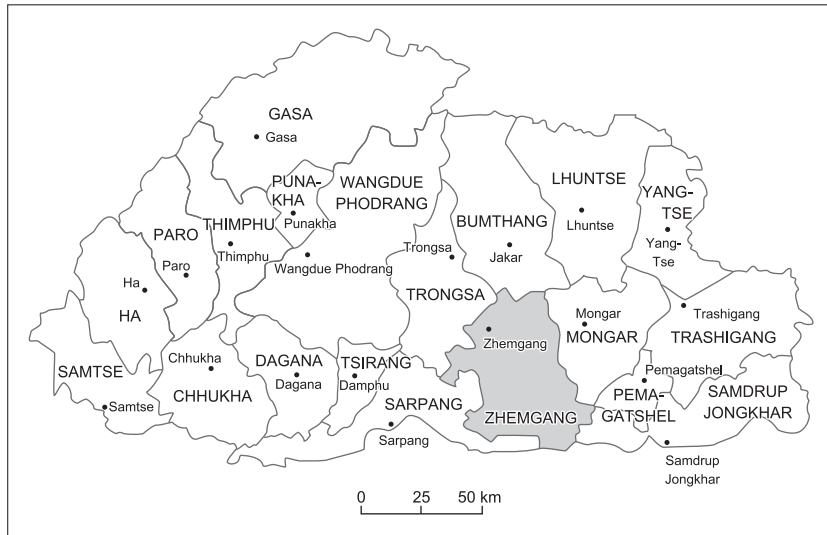 GASA
Gasa
PUNA-
KHA
Punakha
WANGDUE
PHODRANG
Wangdue Phodrang
LHUNTSE
Lhuntse
YANG-
TSE
Yang-
Tse
PARO
Paro
THIMPHU
Thimphu
BUMTHANG
Jakar
Trongsa
TRONGSA
Ha
HA
Mongar
MONGAR
Trashigang
TRASHIGANG
Zhemgang
ZHEMGANG
SAMTSE
Samtse
Chhukha
CHHUKHA
DAGANA
Dagana
TSIRANG
Damphu
SARPANG
Sarpang
Pemagatshel
PEMA-
GATSHEL
SAMDRUP
JONGKHAR
Samdrup
Jongkhar
0 25 50 km